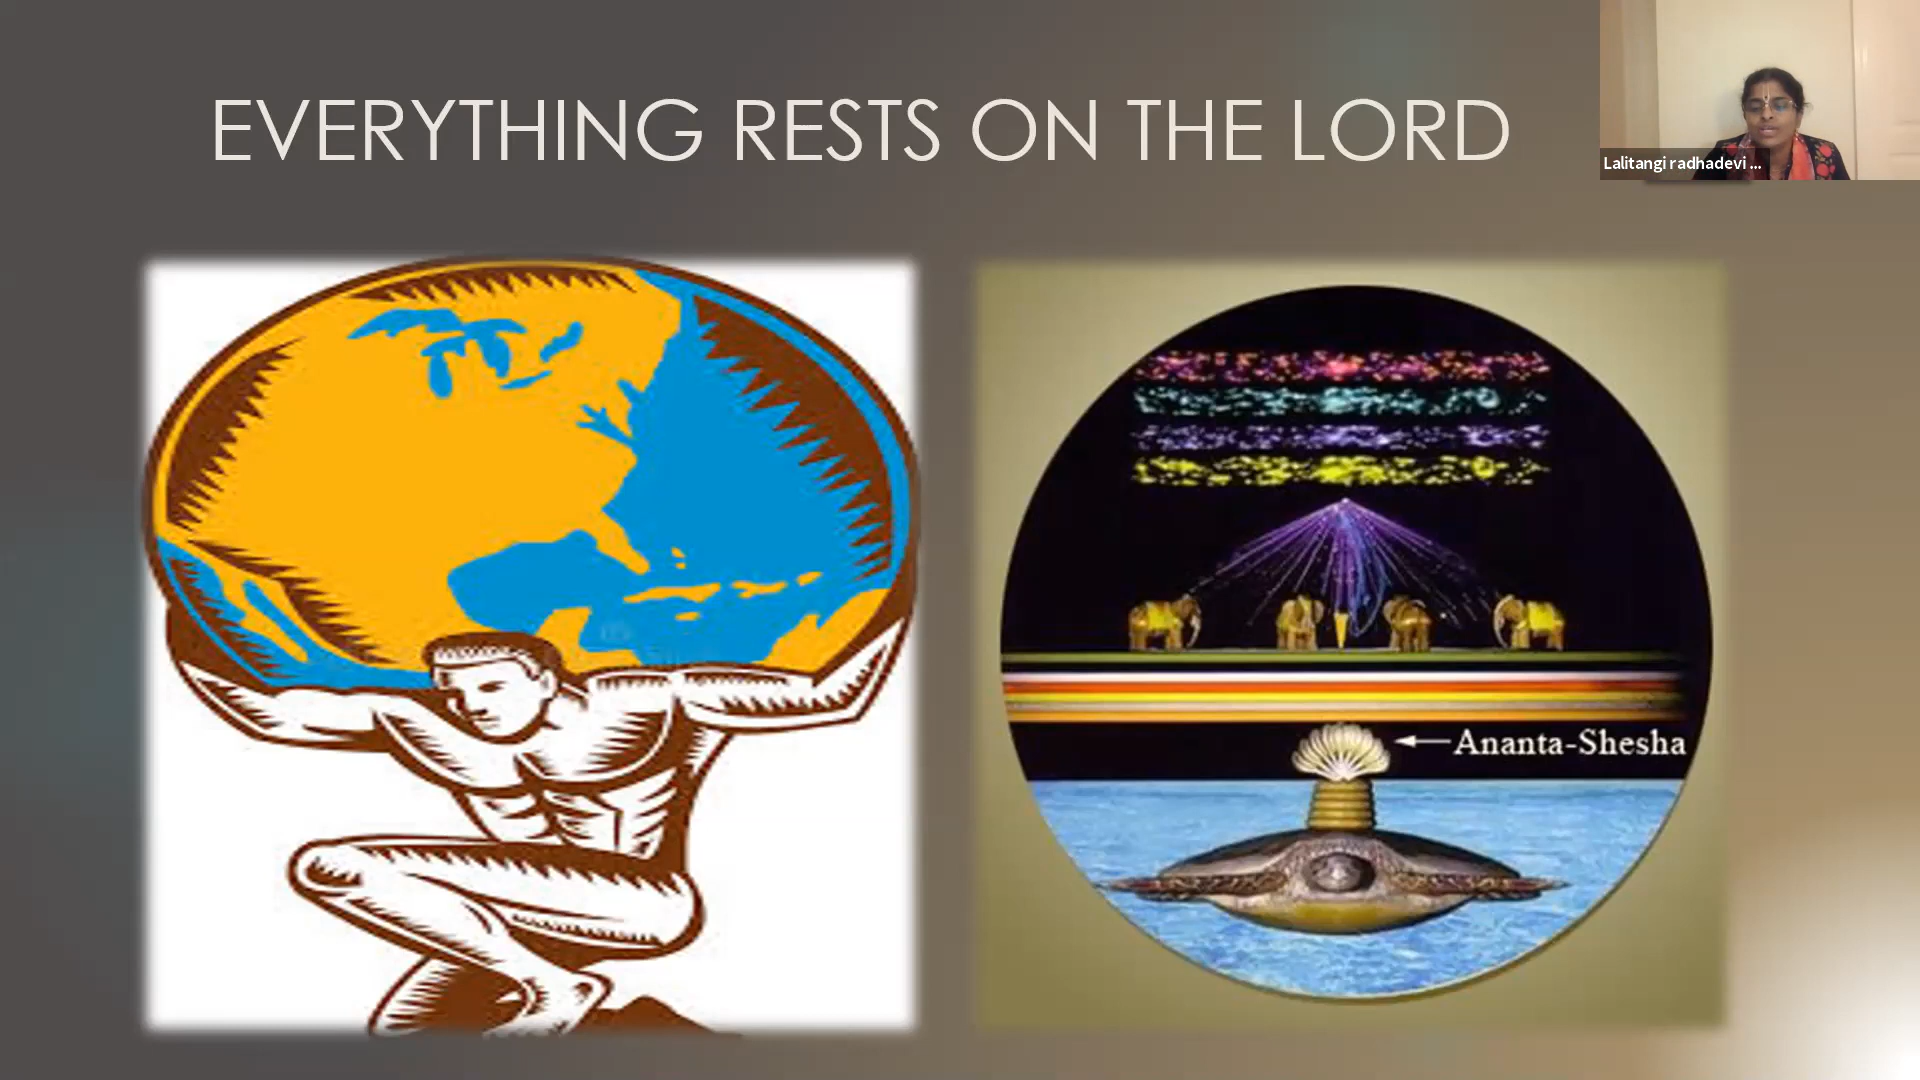 EVERYTHING RESTS ON THE LORD
Lalitangi radhadevi ...
Ananta-Shesha